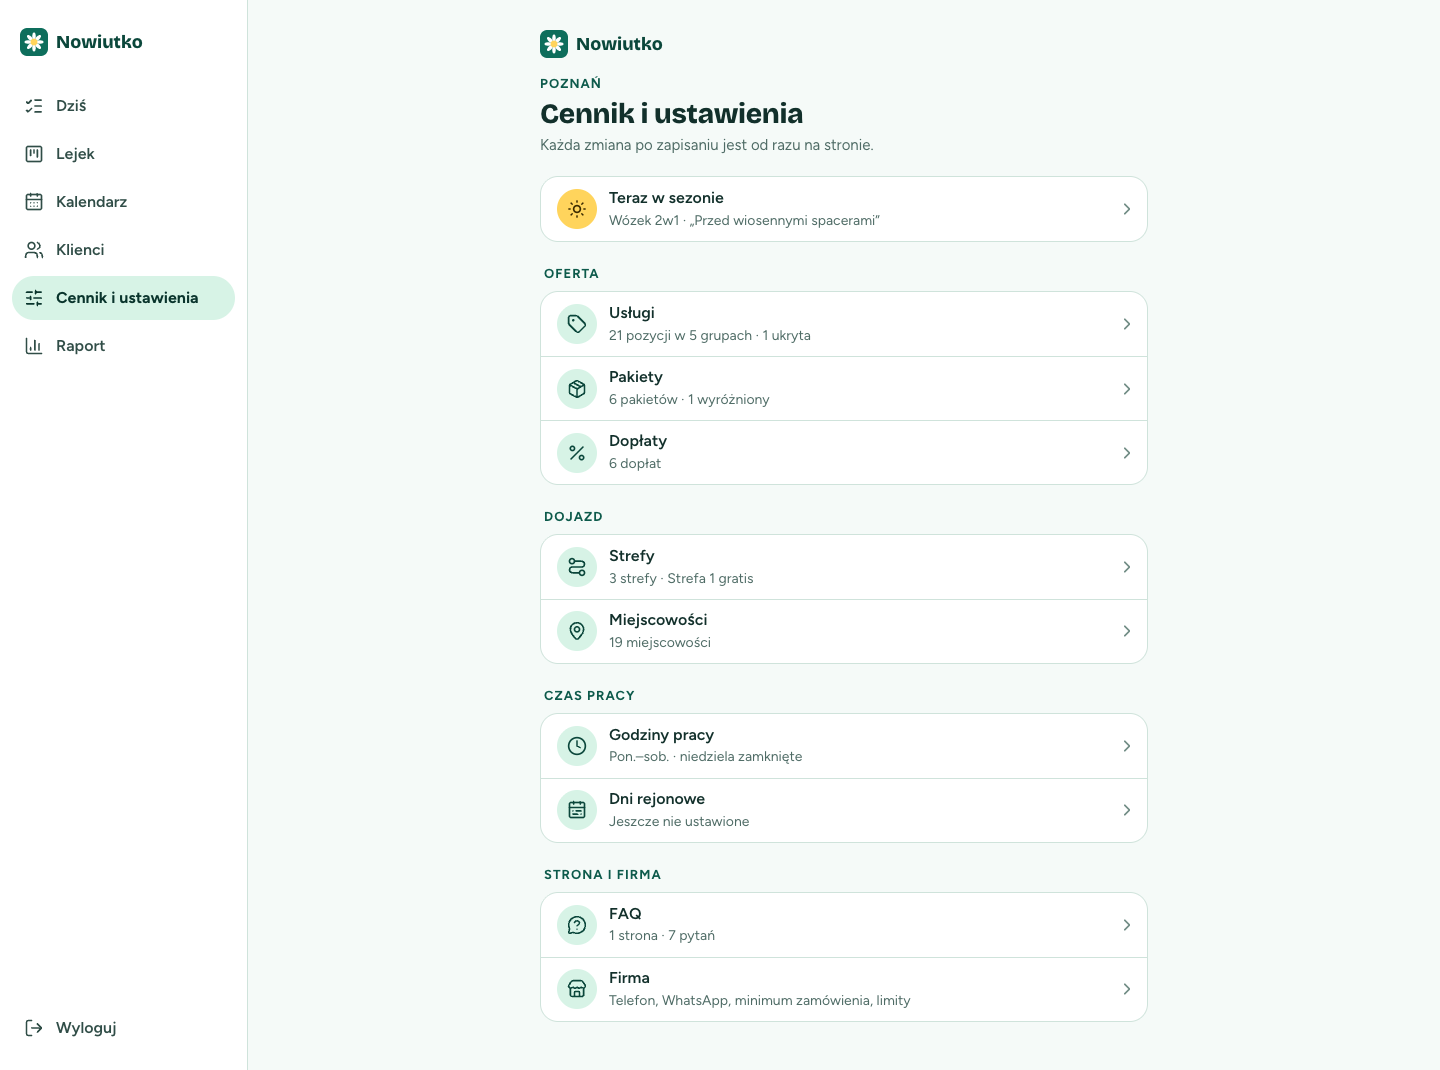 Nowiutko
Dziś
Lejek
Kalendarz
Klienci
Cennik i ustawienia
Raport
Wyloguj
Nowiutko
POZNAŃ
Cennik i ustawienia
Każda zmiana po zapisaniu jest od razu na stronie.
Teraz w sezonie
Wózek 2w1 · „Przed wiosennymi spacerami”
OFERTA
Usługi
21 pozycji w 5 grupach · 1 ukryta
Pakiety
6 pakietów · 1 wyróżniony
Dopłaty
6 dopłat
DOJAZD
Strefy
3 strefy · Strefa 1 gratis
Miejscowości
19 miejscowości
CZAS PRACY
Godziny pracy
Pon.–sob. · niedziela zamknięte
Dni rejonowe
Jeszcze nie ustawione
STRONA I FIRMA
FAQ
1 strona · 7 pytań
Firma
Telefon, WhatsApp, minimum zamówienia, limity